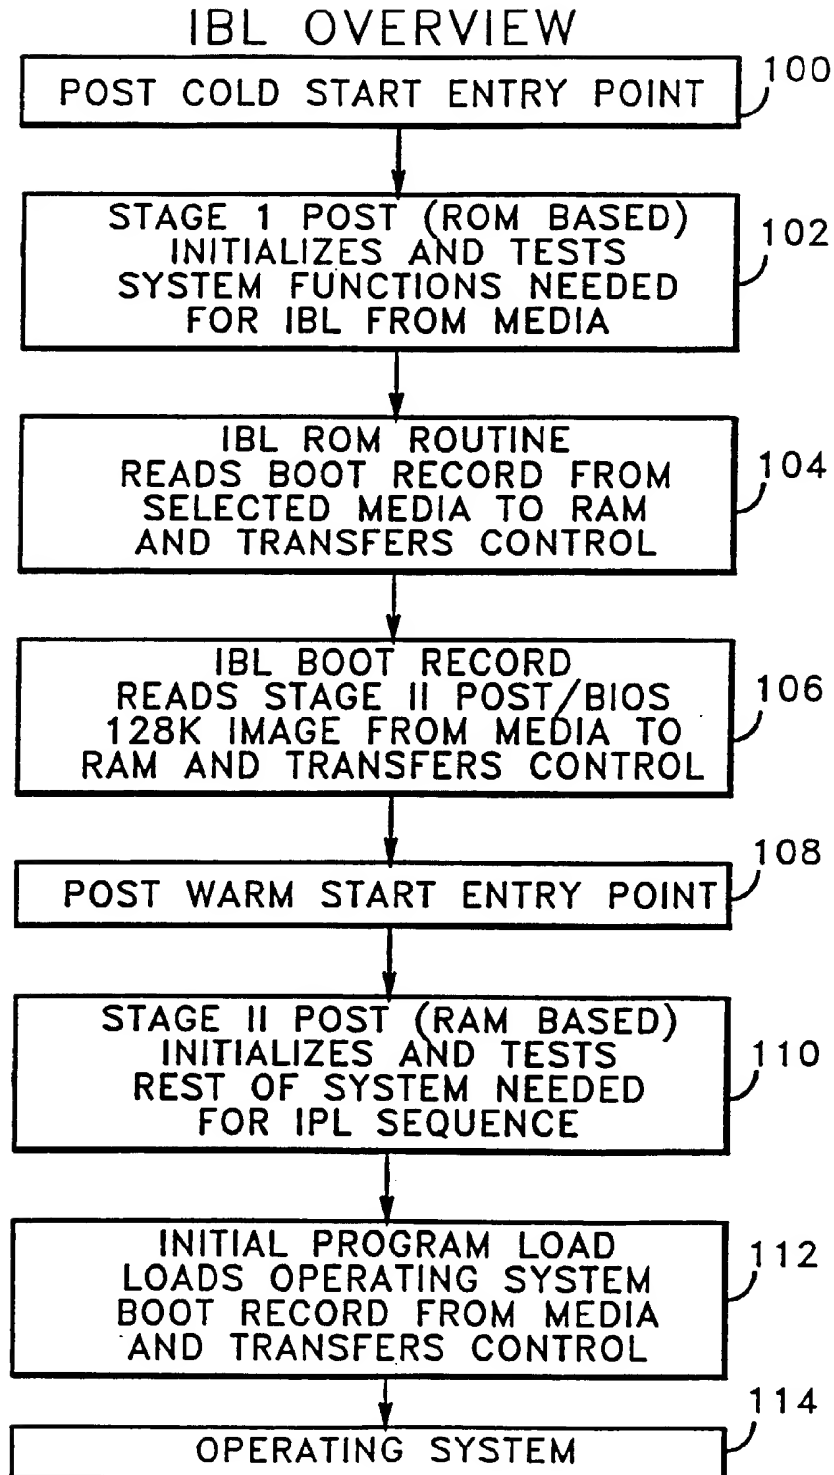 IBL OVERVIEW
POST COLD START ENTRY POINT
100
STAGE 1 POST (ROM BASED)
INITIALIZES AND TESTS
SYSTEM FUNCTIONS NEEDED
FOR IBL FROM MEDIA
102
IBL ROM ROUTINE
READS BOOT RECORD FROM
SELECTED MEDIA TO RAM
AND TRANSFERS CONTROL
104
IBL BOOT RECORD
READS STAGE II POST/BIOS
128K IMAGE FROM MEDIA TO
RAM AND TRANSFERS CONTROL
106
POST WARM START ENTRY POINT
108
STAGE II POST (RAM BASED)
INITIALIZES AND TESTS
REST OF SYSTEM NEEDED
FOR IPL SEQUENCE
110
INITIAL PROGRAM LOAD
LOADS OPERATING SYSTEM
BOOT RECORD FROM MEDIA
AND TRANSFERS CONTROL
112
OPERATING SYSTEM
114